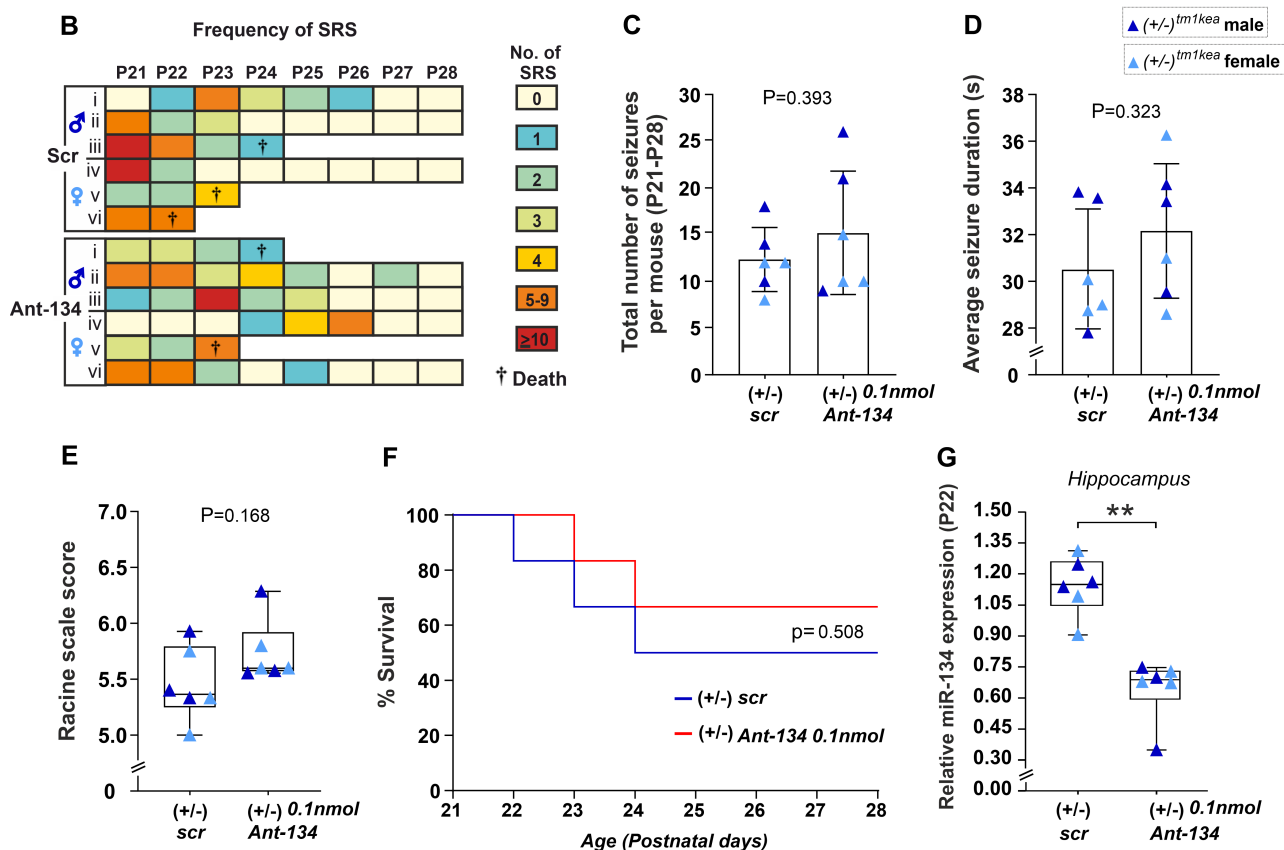 B
Frequency of SRS
P21 P22 P23 P24 P25 P26 P27 P28
No. of
SRS
♂
Scr
♀
i
ii
iii †
iv
v †
vi †
♂
Ant-134
♀
i †
ii
iii
iv
v †
vi
0
1
2
3
4
5-9
≥10
† Death
C
Total number of seizures
per mouse (P21-P28)
P=0.393
30
25
20
15
10
5
0
(+/-)
scr
(+/-) 0.1nmol
Ant-134
D
(+/-)tm1kea male
(+/-)tm1kea female
Average seizure duration (s)
P=0.323
38
36
34
32
30
28
0
(+/-)
scr
(+/-) 0.1nmol
Ant-134
E
Racine scale score
P=0.168
7.0
6.5
6.0
5.5
5.0
0
(+/-)
scr
(+/-) 0.1nmol
Ant-134
F
% Survival
100
80
60
40
20
0
p= 0.508
(+/-) scr
(+/-) Ant-134 0.1nmol
21 22 23 24 25 26 27 28
Age (Postnatal days)
G
Hippocampus
Relative miR-134 expression (P22)
**
1.50
1.35
1.20
1.05
0.90
0.75
0.60
0.45
0.30
0.00
(+/-)
scr
(+/-) 0.1nmol
Ant-134